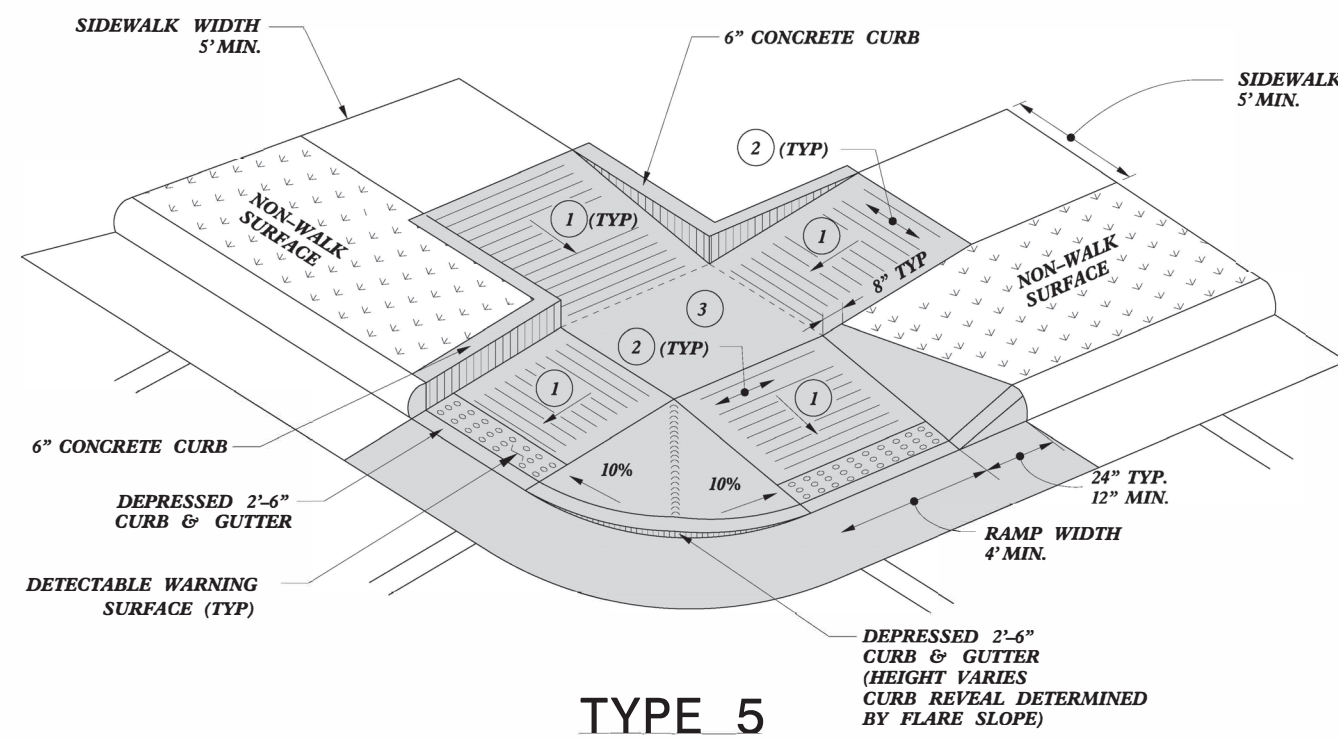 SIDEWALK WIDTH
5' MIN.
6" CONCRETE CURB
SIDEWALK
5' MIN.
2 (TYP)
NON-WALK
SURFACE
1 (TYP)
1
8" TYP
NON-WALK
SURFACE
3
2 (TYP)
1
1
6" CONCRETE CURB
10%
10%
DEPRESSED 2'-6"
CURB & GUTTER
24" TYP.
12" MIN.
RAMP WIDTH
4' MIN.
DETECTABLE WARNING
SURFACE (TYP)
DEPRESSED 2'-6"
CURB & GUTTER
(HEIGHT VARIES
CURB REVEAL DETERMINED
BY FLARE SLOPE)
TYPE 5